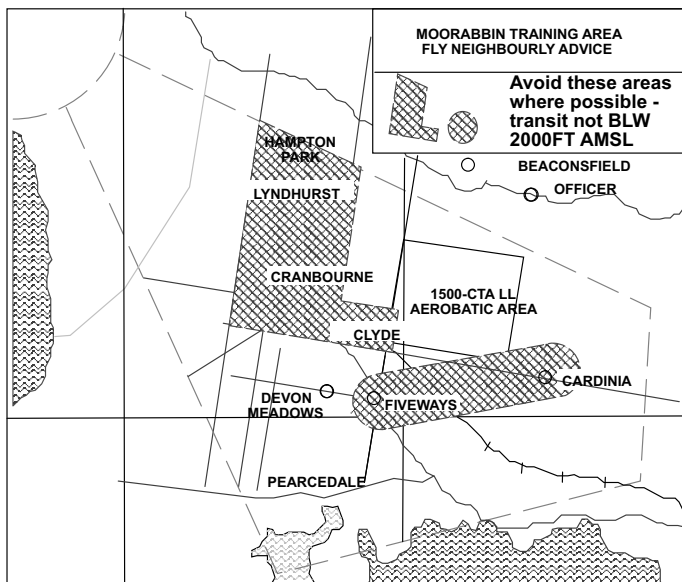 MOORABBIN TRAINING AREA
FLY NEIGHBOURLY ADVICE
Avoid these areas
where possible -
transit not BLW
2000FT AMSL
HAMPTON
PARK
BEACONSFIELD
OFFICER
LYNDHURST
CRANBOURNE
1500-CTA LL
AEROBATIC AREA
CLYDE
CARDINIA
DEVON
MEADOWS
FIVEWAYS
PEARCEDALE